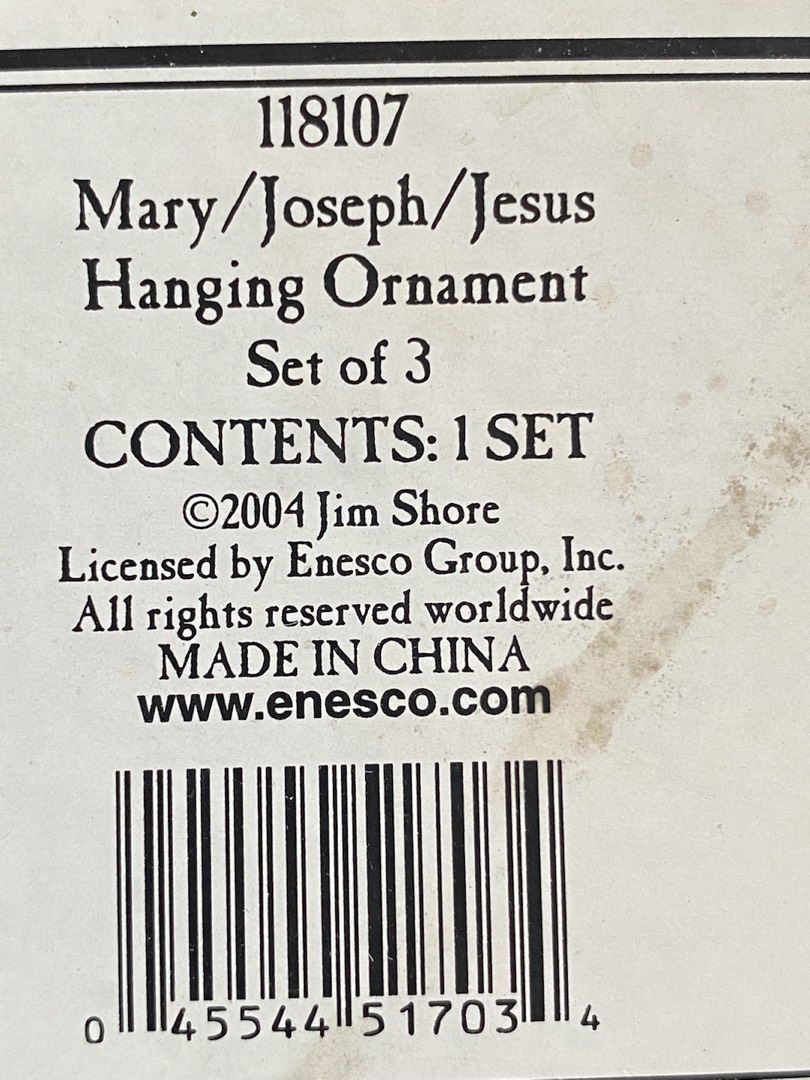 118107
Mary/Joseph/Jesus
Hanging Ornament
Set of 3
CONTENTS: 1 SET
©2004 Jim Shore
Licensed by Enesco Group, Inc.
All rights reserved worldwide
MADE IN CHINA
www.enesco.com
0 45544 51703 4